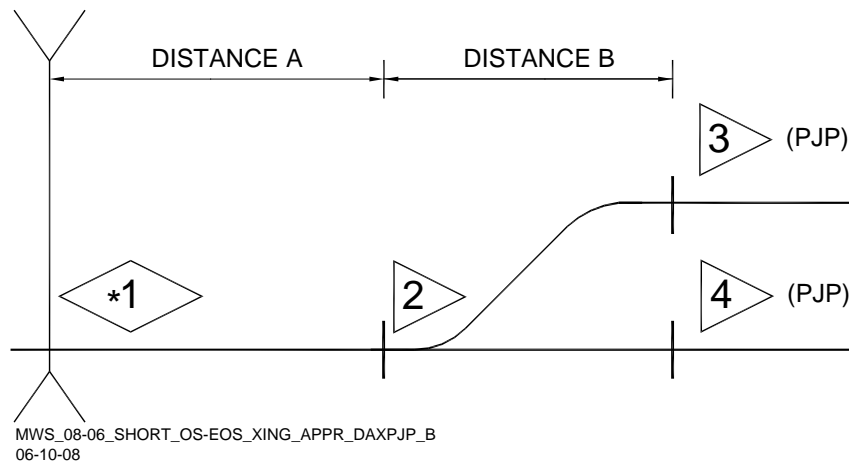 DISTANCE A
DISTANCE B
3 (PJP)
*1
2
4 (PJP)
MWS_08-06_SHORT_OS-EOS_XING_APPR_DAXPJP_B
06-10-08